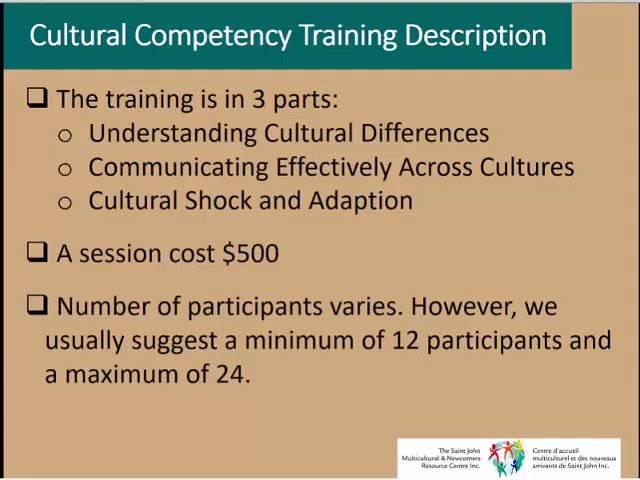 Cultural Competency Training Description
The training is in 3 parts:
Understanding Cultural Differences
Communicating Effectively Across Cultures
Cultural Shock and Adaption
A session cost $500
Number of participants varies. However, we
usually suggest a minimum of 12 participants and
a maximum of 24.
The Saint John
Multicultural & Newcomers
Resource Centre Inc.
Centre d'accueil
multiculturel et des nouveaux
arrivants de Saint John Inc.